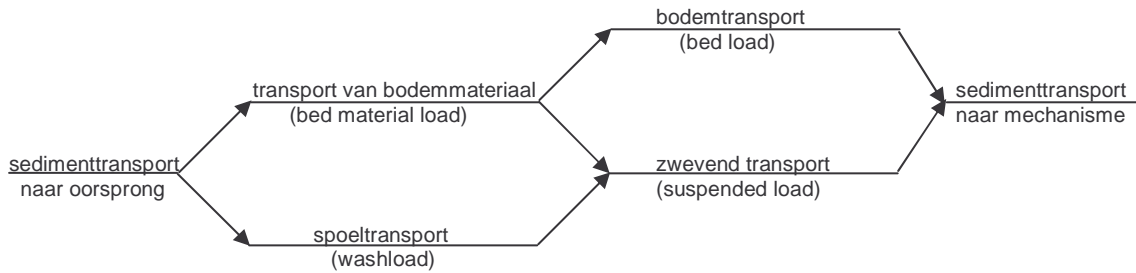 sedimenttransport
naar oorsprong
transport van bodemmateriaal
(bed material load)
spoeltransport
(washload)
bodemtransport
(bed load)
zwevend transport
(suspended load)
sedimenttransport
naar mechanisme